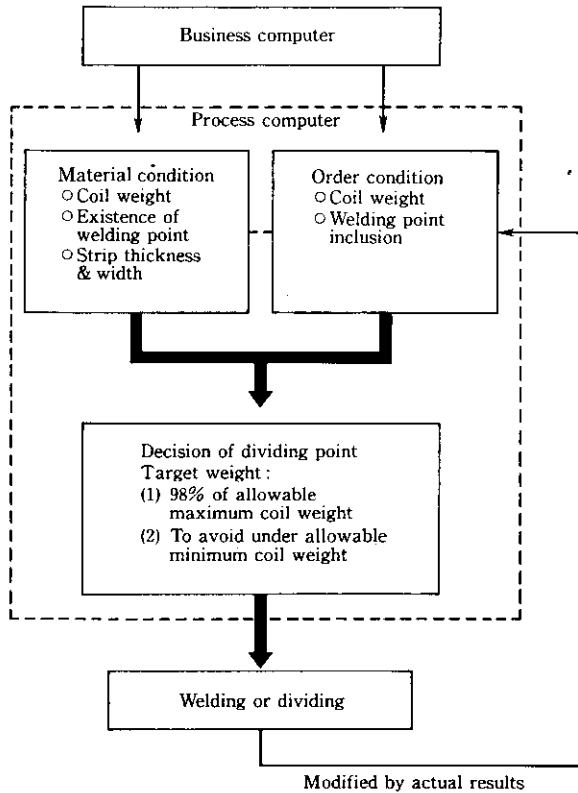 Business computer
Process computer
Material condition
○ Coil weight
○ Existence of
welding point
○ Strip thickness
& width
Order condition
○ Coil weight
○ Welding point
inclusion
Decision of dividing point
Target weight :
(1) 98% of allowable
maximum coil weight
(2) To avoid under allowable
minimum coil weight
Welding or dividing
Modified by actual results